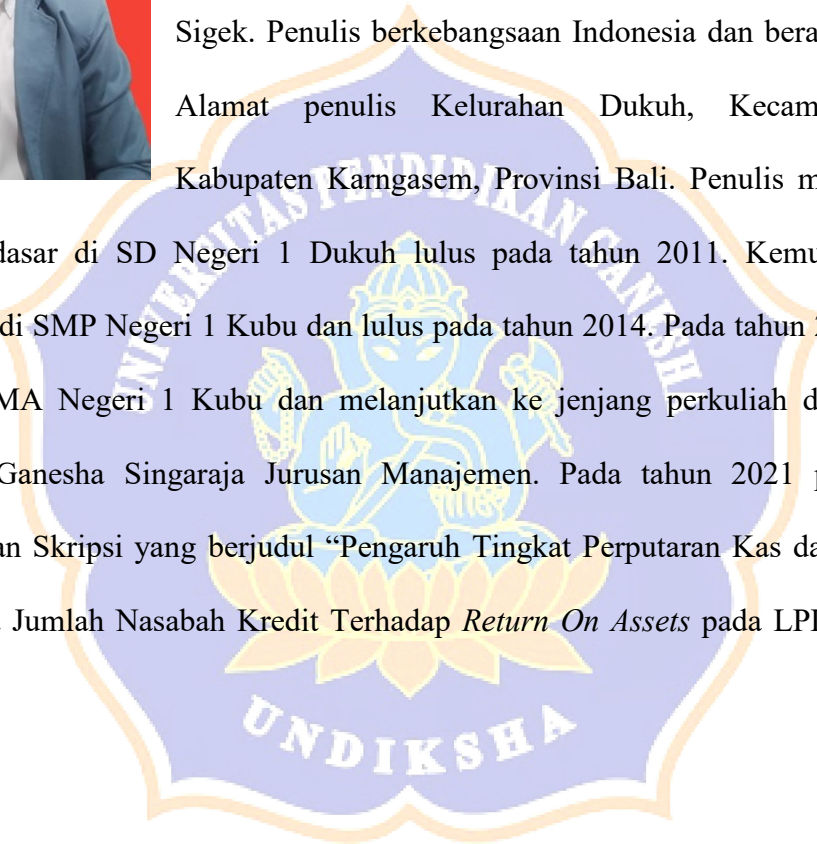 Sigek. Penulis berkebangsaan Indonesia dan bera
Alamat penulis Kelurahan Dukuh, Kecam
Kabupaten Karngasem, Provinsi Bali. Penulis m
dasar di SD Negeri 1 Dukuh lulus pada tahun 2011. Kemu
di SMP Negeri 1 Kubu dan lulus pada tahun 2014. Pada tahun 2
MA Negeri 1 Kubu dan melanjutkan ke jenjang perkuliah d
Ganesha Singaraja Jurusan Manajemen. Pada tahun 2021 p
an Skripsi yang berjudul “Pengaruh Tingkat Perputaran Kas da
Jumlah Nasabah Kredit Terhadap Return On Assets pada LP
UNIVERSITAS PENDIDIKAN GANESHA
UNDIKSHA